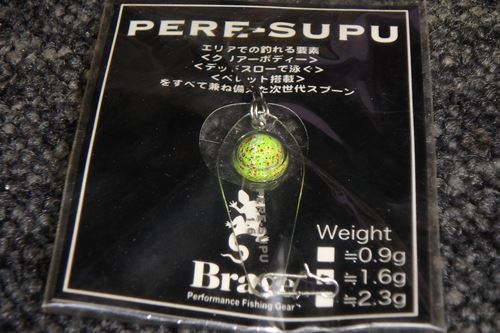 PERE-SUPU
エリアでの釣れる要素
<クリアーボディー>
<デッドスローで泳ぐ>
<ペレット搭載>
をすべて兼ね備えた次世代スプーン
PERE-SUPU
Brace
Performance Fishing Gear™
Weight
≒0.9g
≒1.6g
≒2.3g